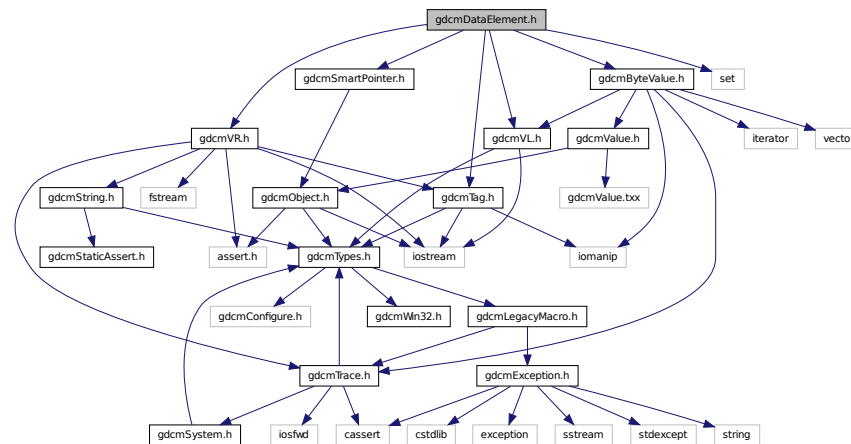 gdcmDataElement.h
gdcmSmartPointer.h
gdcmByteValue.h
set
gdcmVR.h
gdcmVL.h
gdcmValue.h
iterator
vecto
gdcmString.h
fstream
gdcmObject.h
gdcmTag.h
gdcmValue.txx
gdcmStaticAssert.h
assert.h
gdcmTypes.h
iostream
iomanip
gdcmConfigure.h
gdcmWin32.h
gdcmLegacyMacro.h
gdcmTrace.h
gdcmException.h
gdcmSystem.h
iosfwd
cassert
cstdlib
exception
sstream
stdexcept
string